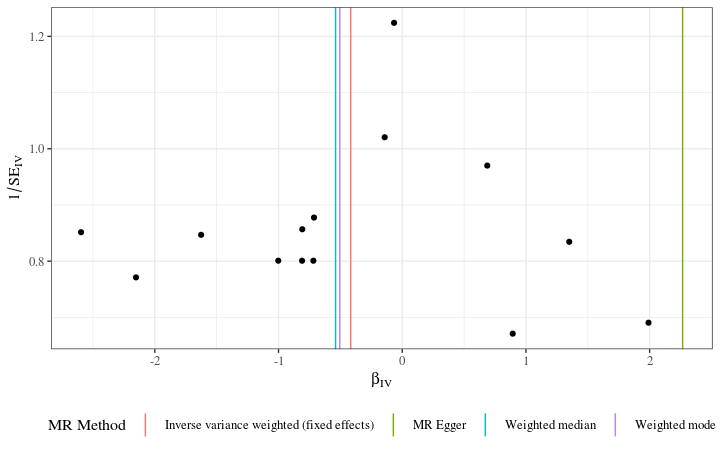 1.2
1.0
0.8
1/SE_IV
-2 -1 0 1 2
β_IV
MR Method Inverse variance weighted (fixed effects) MR Egger Weighted median Weighted mode